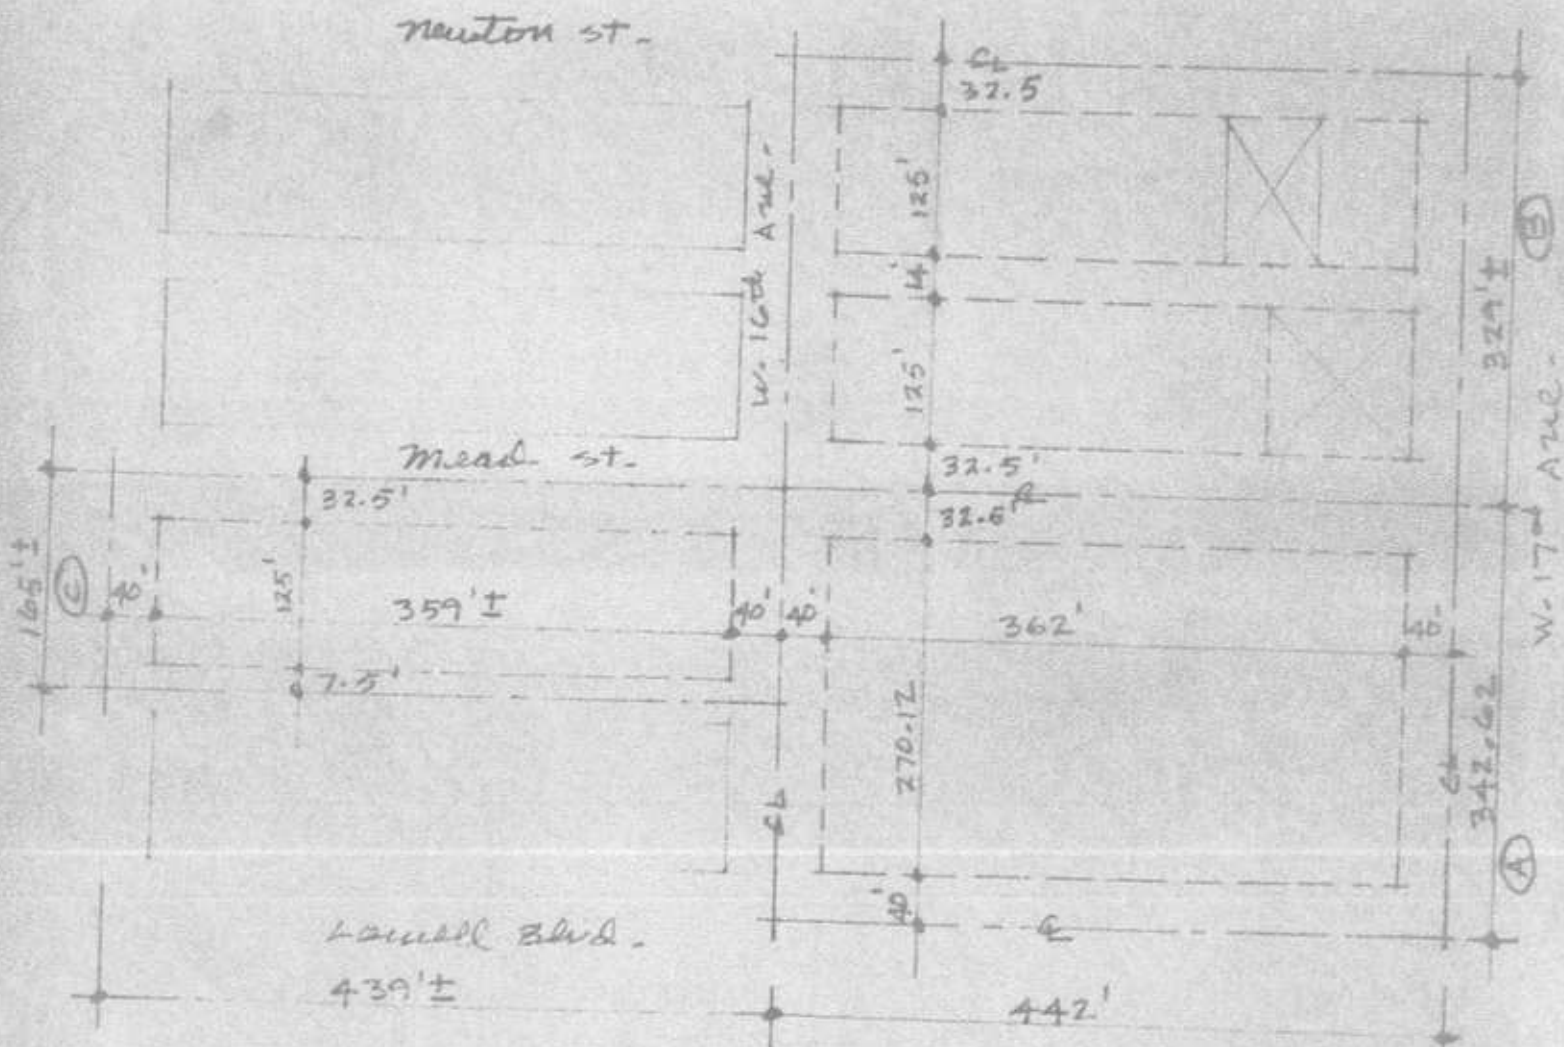 Newton st.
CL
32.5
125'
W. 16th Ave.
B
14'
329'±
125'
W. 17th Ave.
Mead st.
32.5'
32.5'
32.5'
165'±
C
40'
125'
359'±
40'
40'
362'
40'
7.5'
270.12
342.62
CL
CL
A
40'
CL
Lowell Blvd.
439'±
442'